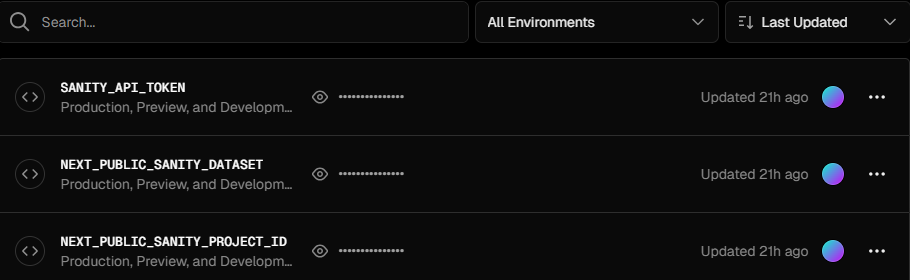 Search...
All Environments
Last Updated
SANITY_API_TOKEN
Production, Preview, and Developm...
•••••••••••••••
Updated 21h ago
NEXT_PUBLIC_SANITY_DATASET
Production, Preview, and Developm...
•••••••••••••••
Updated 21h ago
NEXT_PUBLIC_SANITY_PROJECT_ID
Production, Preview, and Developm...
•••••••••••••••
Updated 21h ago